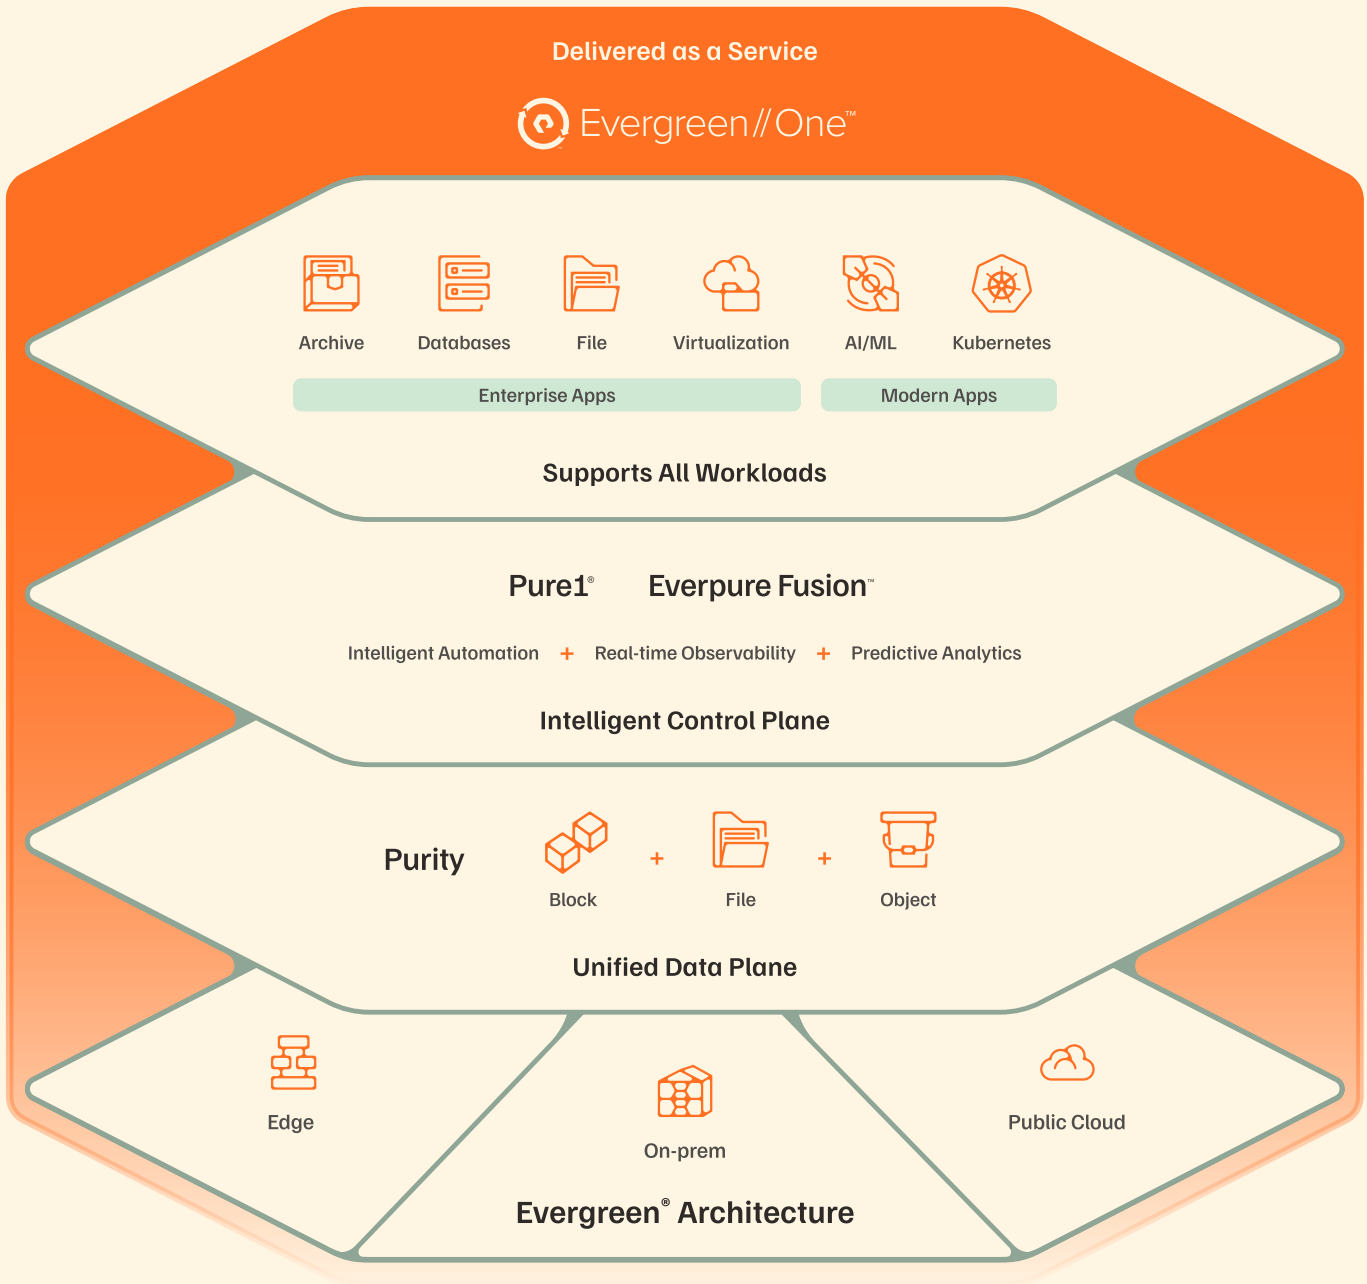 Delivered as a Service
Evergreen//One™
Archive Databases File Virtualization AI/ML Kubernetes
Enterprise Apps Modern Apps
Supports All Workloads
Pure1® Everpure Fusion™
Intelligent Automation + Real-time Observability + Predictive Analytics
Intelligent Control Plane
Purity + +
Block File Object
Unified Data Plane
Edge Public Cloud
On-prem
Evergreen® Architecture